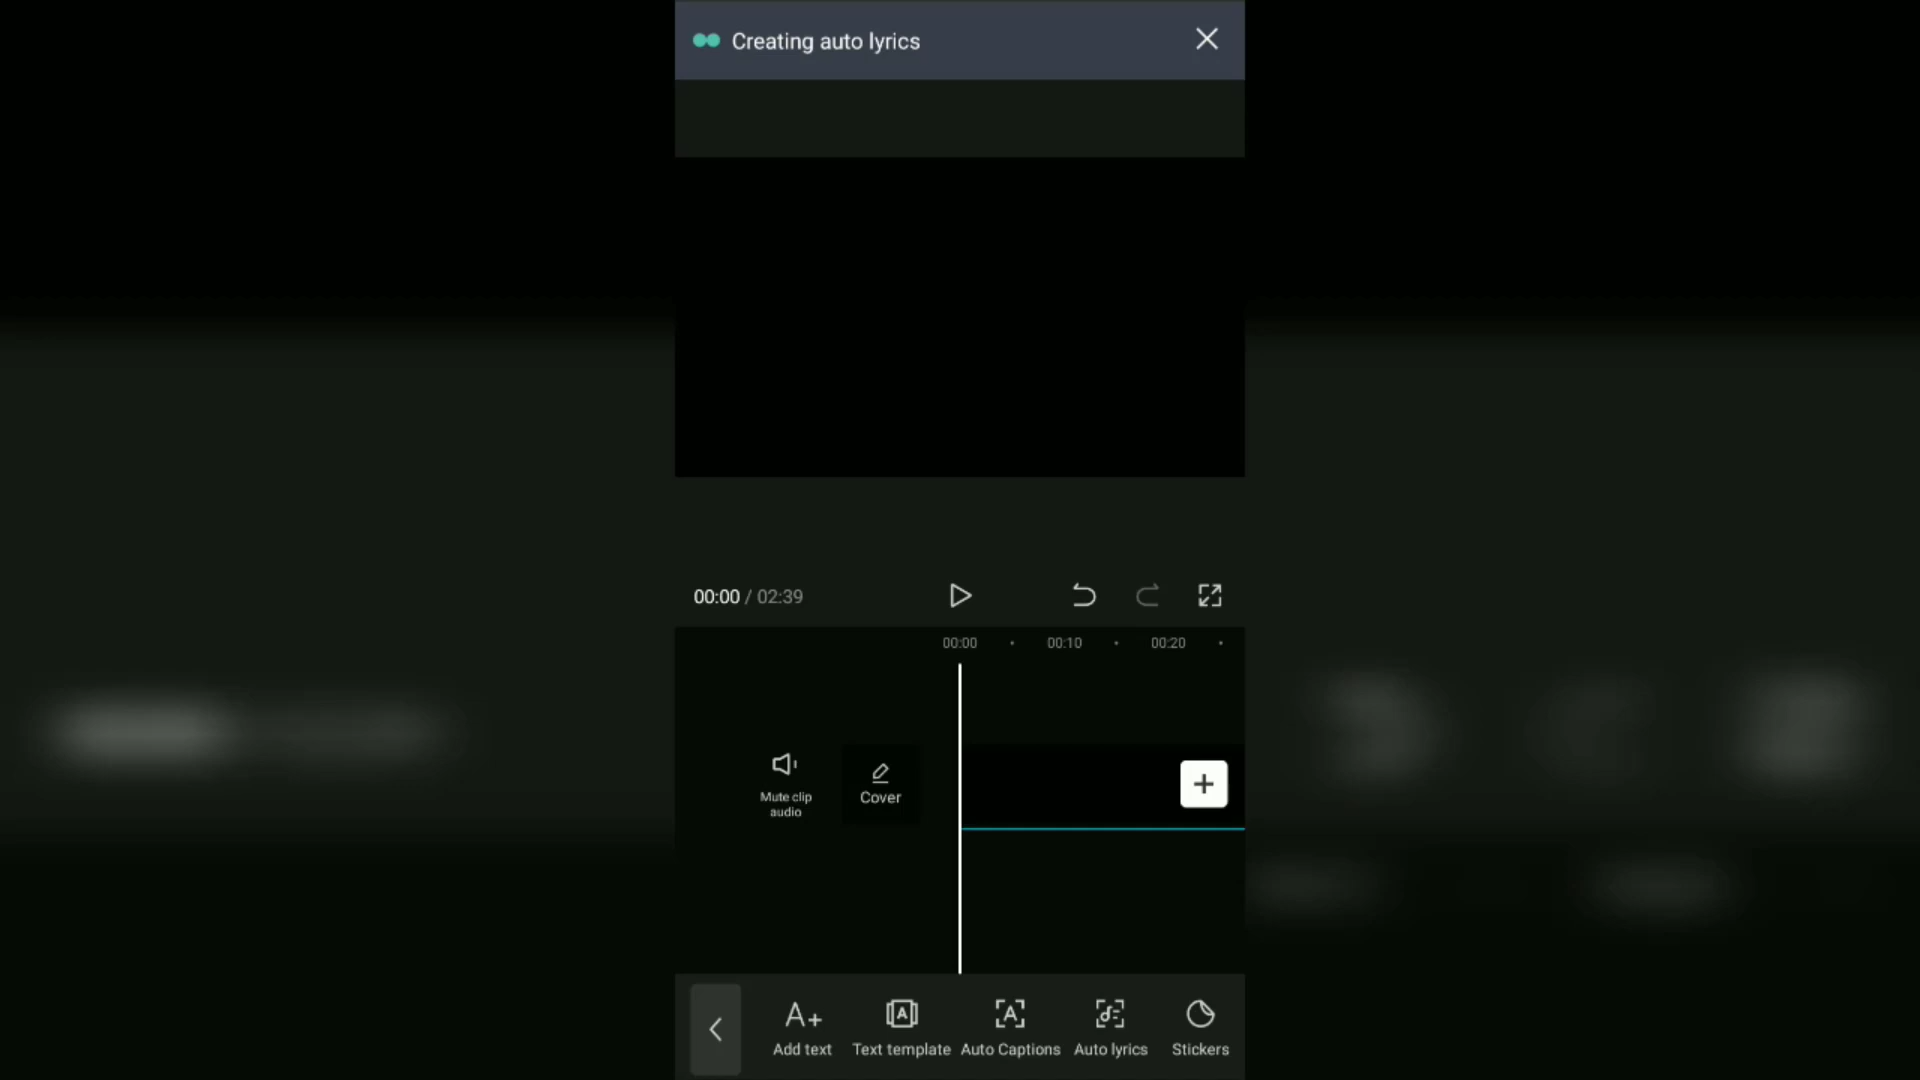 Creating auto lyrics
00:00 / 02:39
00:00 00:10 00:20
Mute clip
audio
Cover
Add text
Text template
Auto Captions
Auto lyrics
Stickers